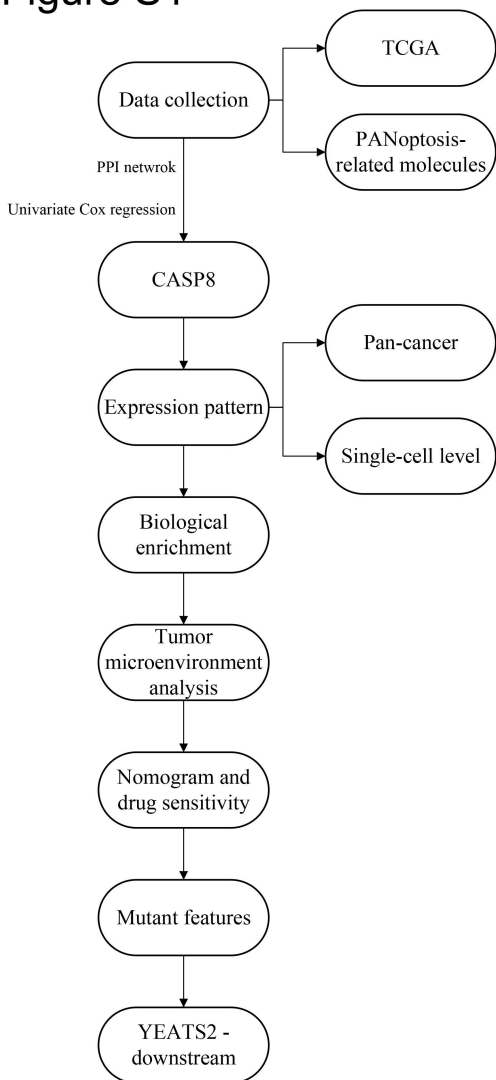 Figure S1
TCGA
Data collection
PANoptosis-
related molecules
PPI netwrok
Univariate Cox regression
CASP8
Pan-cancer
Expression pattern
Single-cell level
Biological
enrichment
Tumor
microenvironment
analysis
Nomogram and
drug sensitivity
Mutant features
YEATS2 -
downstream